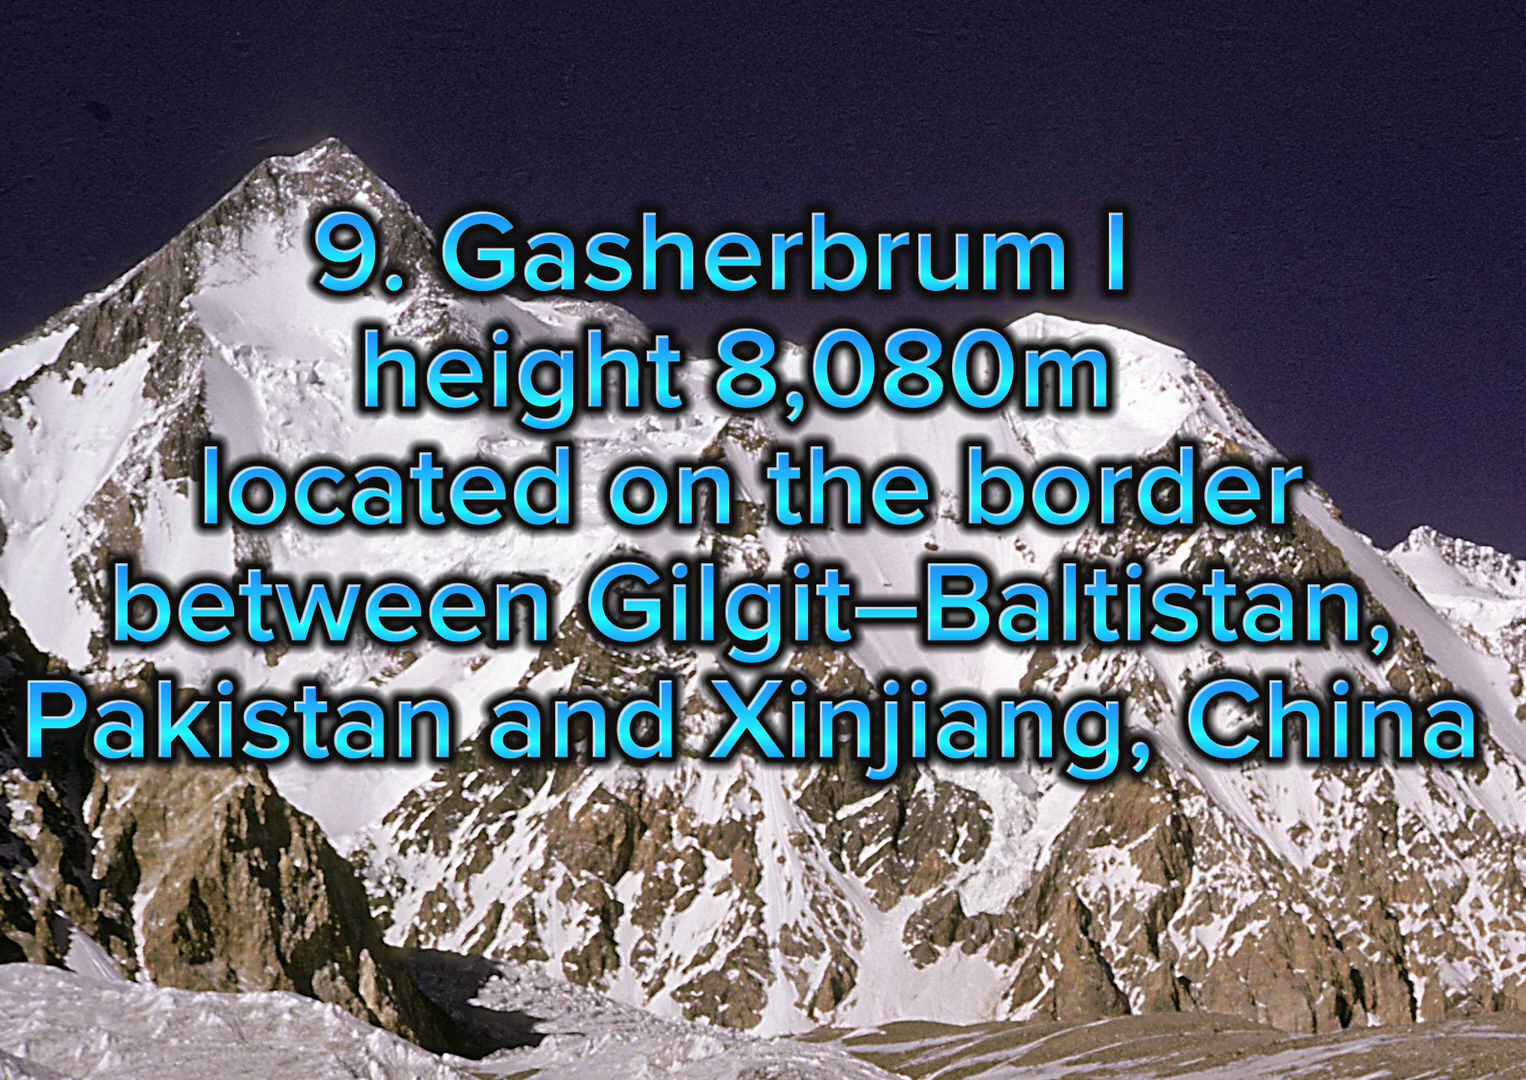 9. Gasherbrum I
height 8,080m
located on the border
between Gilgit–Baltistan,
Pakistan and Xinjiang, China